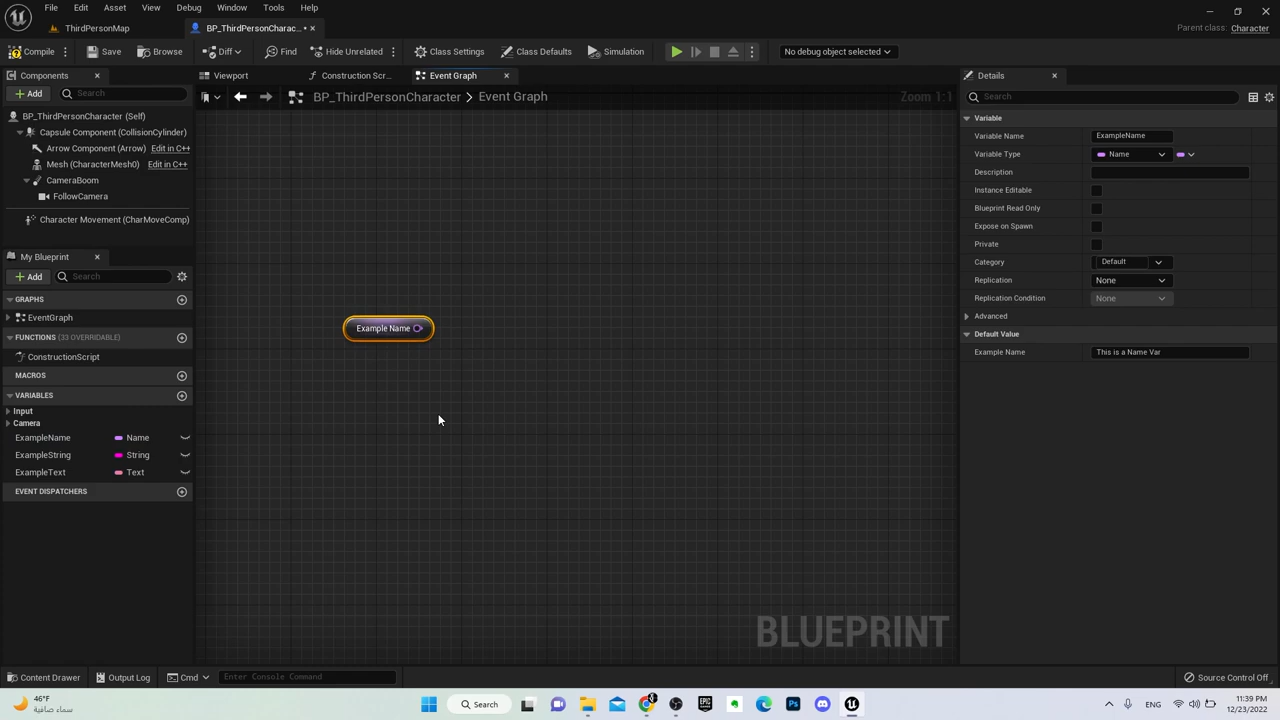 File Edit Asset View Debug Window Tools Help
ThirdPersonMap
BP_ThirdPersonCharac... •
Parent class: Character
Compile Save Browse Diff Find Hide Unrelated Class Settings Class Defaults Simulation No debug object selected
Components
Add Search
BP_ThirdPersonCharacter (Self)
Capsule Component (CollisionCylinder)
Arrow Component (Arrow) Edit in C++
Mesh (CharacterMesh0) Edit in C++
CameraBoom
FollowCamera
Character Movement (CharMoveComp)
My Blueprint
Add Search
GRAPHS
EventGraph
FUNCTIONS (33 OVERRIDABLE)
ConstructionScript
MACROS
VARIABLES
Input
Camera
ExampleName Name
ExampleString String
ExampleText Text
EVENT DISPATCHERS
Viewport Construction Scr... Event Graph
BP_ThirdPersonCharacter > Event Graph
Zoom 1:1
Example Name
BLUEPRINT
Details
Search
Variable
Variable Name ExampleName
Variable Type Name
Description
Instance Editable
Blueprint Read Only
Expose on Spawn
Private
Category Default
Replication None
Replication Condition None
Advanced
Default Value
Example Name This is a Name Var
Content Drawer Output Log Cmd Enter Console Command Source Control Off
46°F
سماء صافية
Search
ENG
11:39 PM
12/23/2022